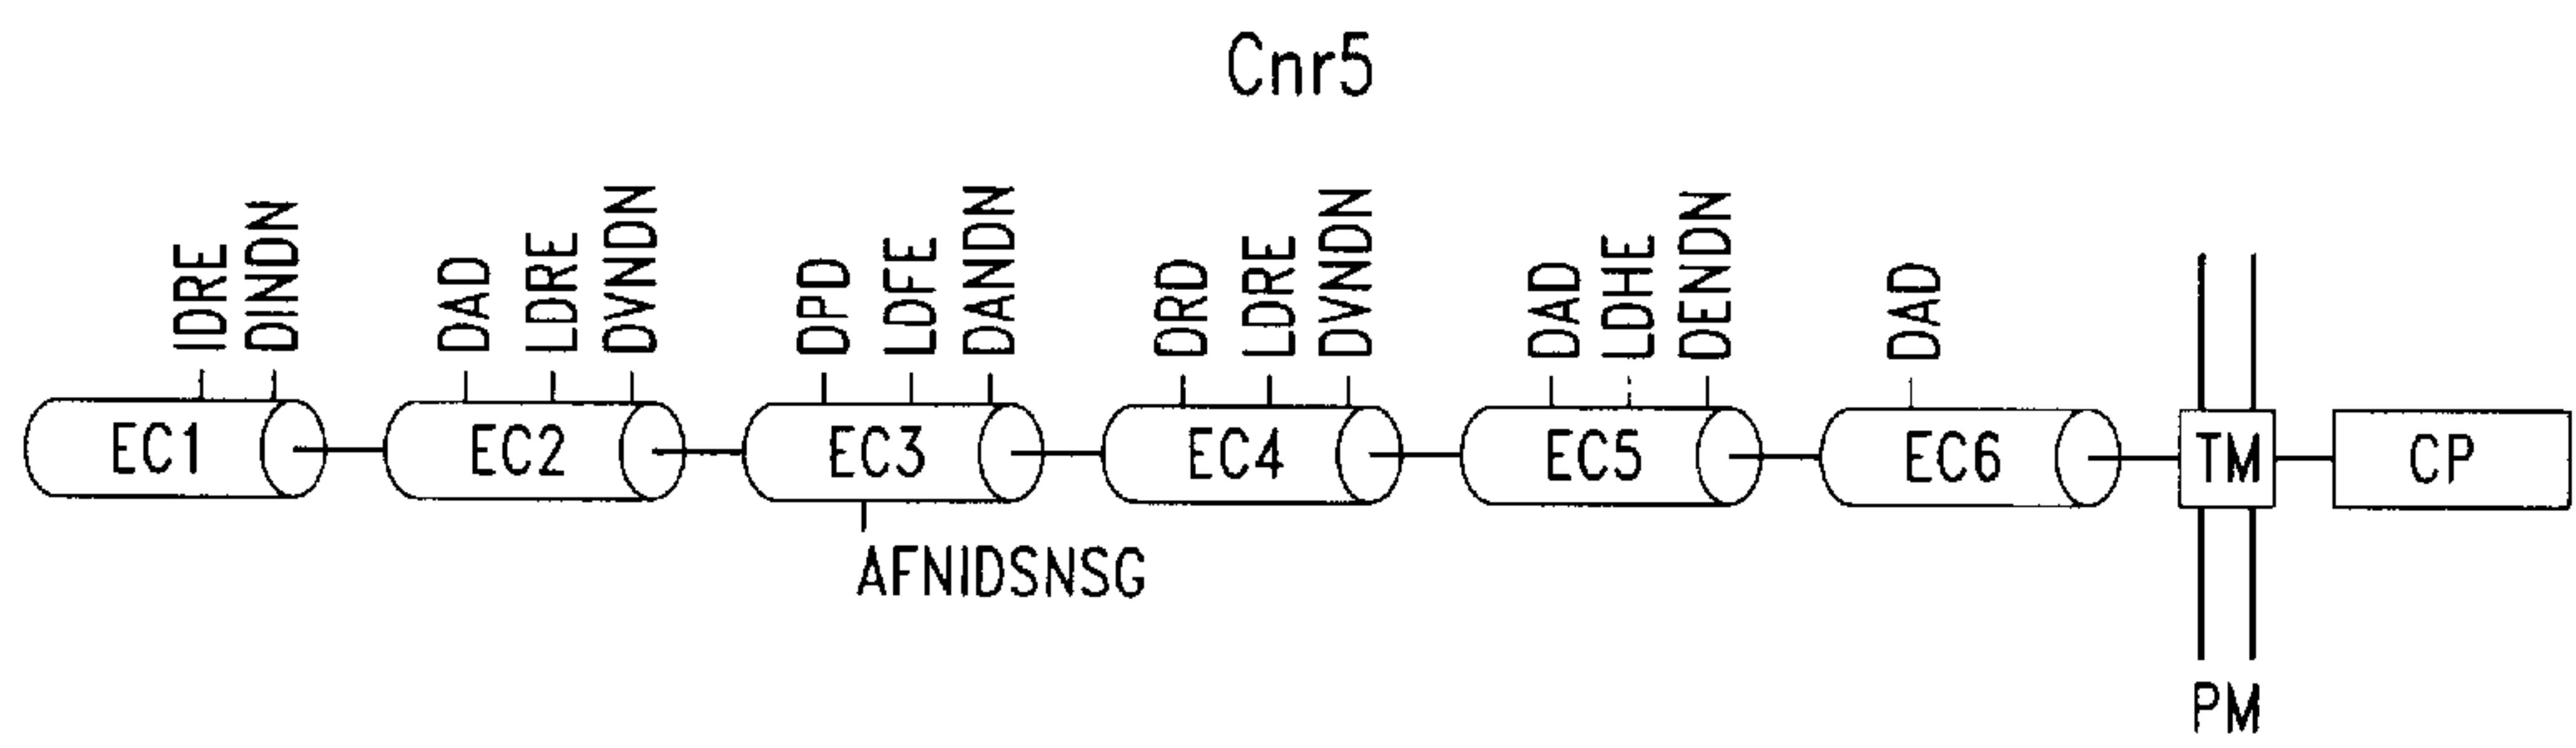 Cnr5
IDRE DINDN DAD LDRE DVNDN DPD LDFE DANDN DRD LDRE DVNDN DAD LDHE DENDN DAD
EC1 EC2 EC3 EC4 EC5 EC6 TM CP
AFNIDSNSG
PM